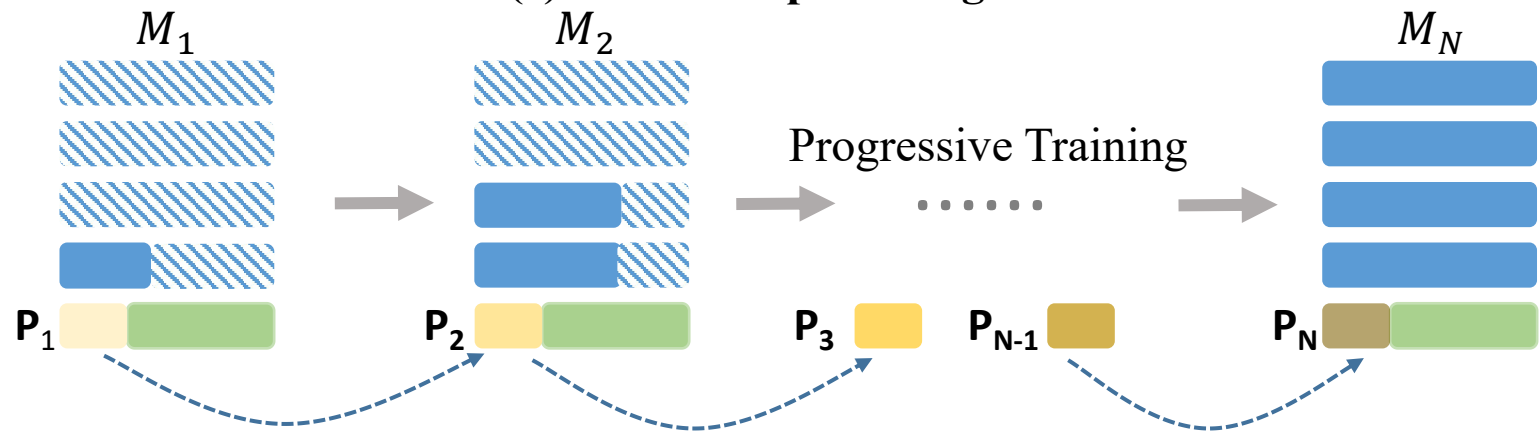 M1 M2 MN
Progressive Training
......
P1 P2 P3 PN-1 PN